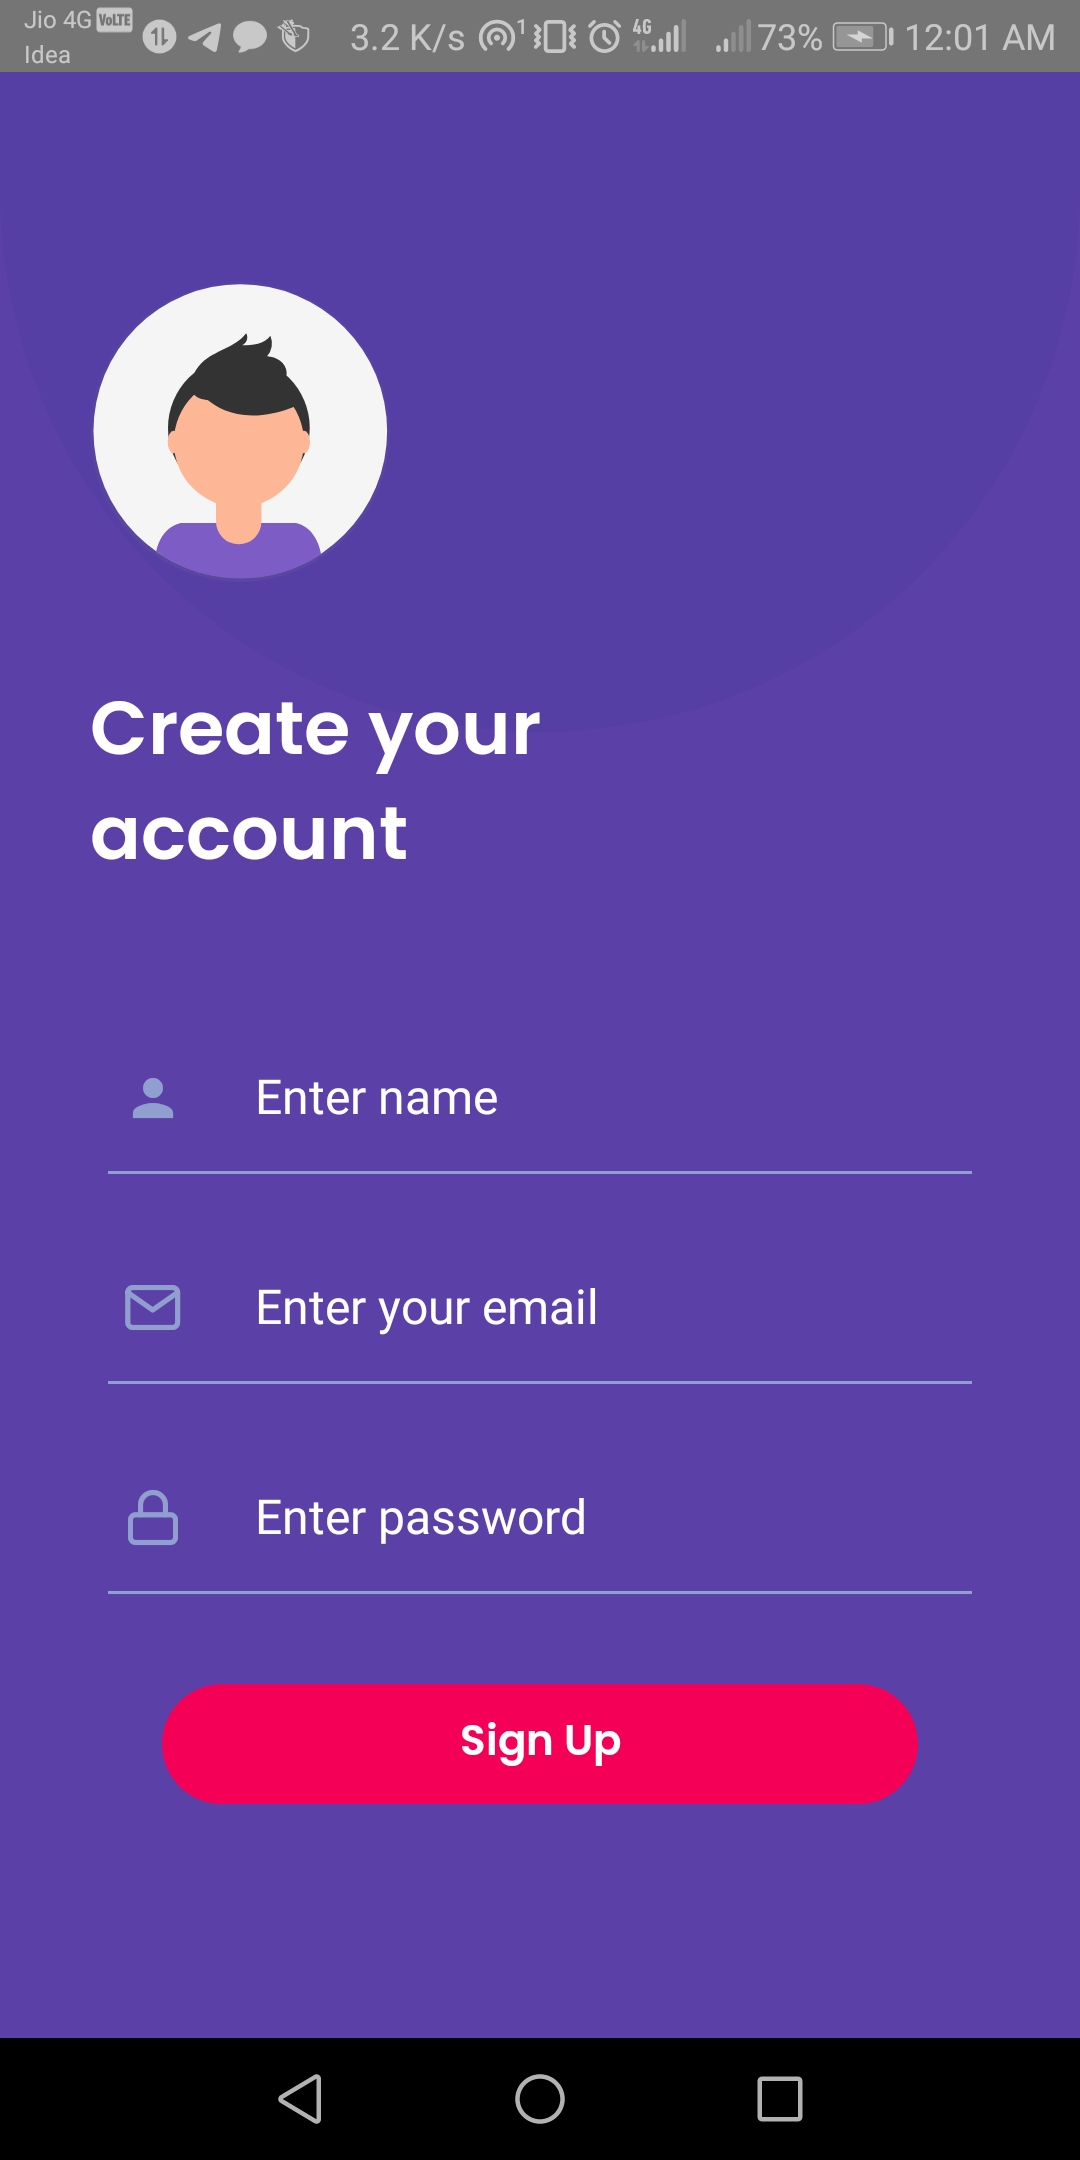 Jio 4G VoLTE
Idea
3.2 K/s 1 4G 73% 12:01 AM
Create your
account
Enter name
Enter your email
Enter password
Sign Up